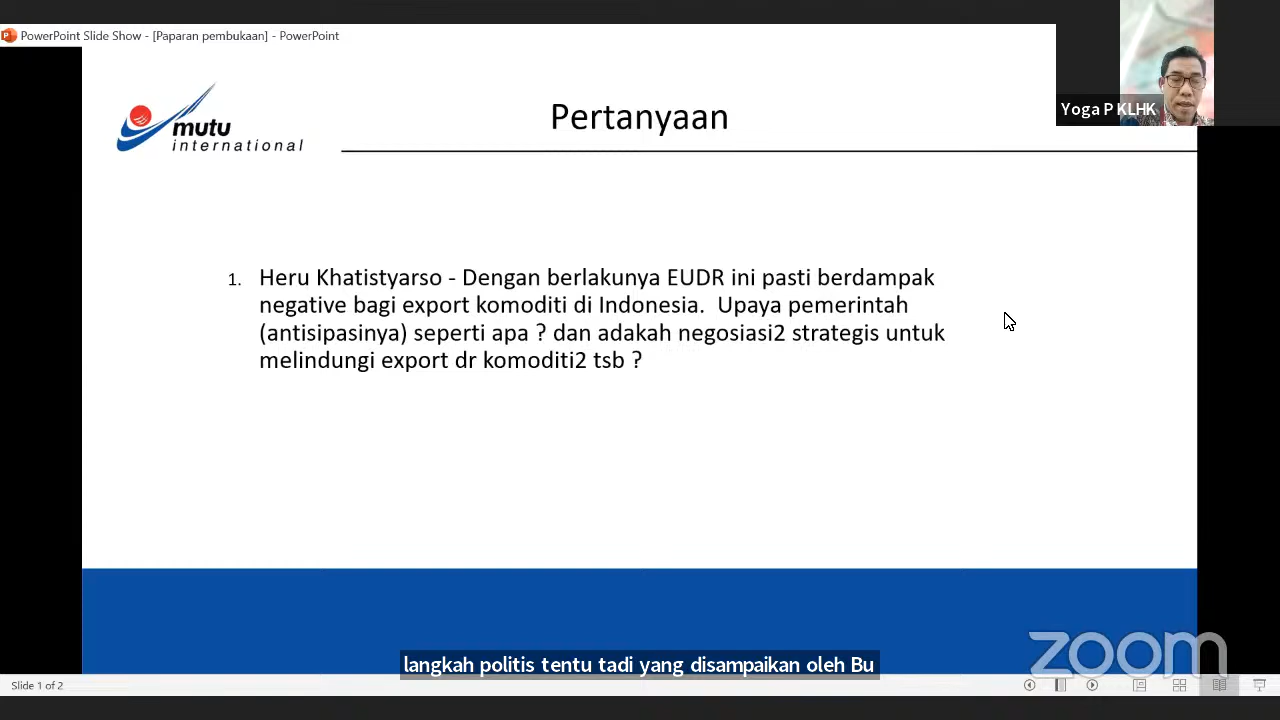 PowerPoint Slide Show - [Paparan pembukaan] - PowerPoint
Yoga P KLHK
mutu
international
Pertanyaan
1. Heru Khatistyarso - Dengan berlakunya EUDR ini pasti berdampak
negative bagi export komoditi di Indonesia.  Upaya pemerintah
(antisipasinya) seperti apa ? dan adakah negosiasi2 strategis untuk
melindungi export dr komoditi2 tsb ?
langkah politis tentu tadi yang disampaikan oleh Bu
zoom
Slide 1 of 2